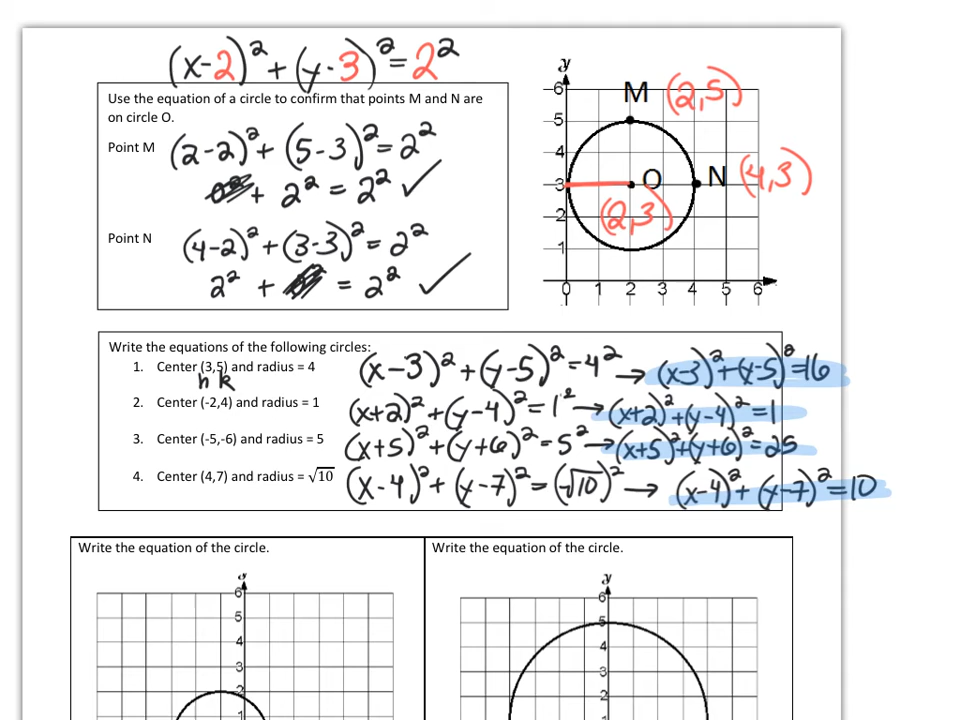 (x-2)² + (y-3)² = 2²
Use the equation of a circle to confirm that points M and N are
on circle O.
Point M (2-2)² + (5-3)² = 2²
+ 2² = 2² ✓
Point N (4-2)² + (3-3)² = 2²
2² + = 2² ✓
y
6 M (2,5)
5
4
3 O N (4,3)
2 (2,3)
1
0 1 2 3 4 5 6
Write the equations of the following circles:
1. Center (3,5) and radius = 4 (x-3)² + (y-5)² = 4² → (x-3)² + (y-5)² = 16
h k
2. Center (-2,4) and radius = 1 (x+2)² + (y-4)² = 1² → (x+2)² + (y-4)² = 1
3. Center (-5,-6) and radius = 5 (x+5)² + (y+6)² = 5² → (x+5)² + (y+6)² = 25
4. Center (4,7) and radius = √10 (x-4)² + (y-7)² = (√10)² → (x-4)² + (y-7)² = 10
Write the equation of the circle.
y
6
5
4
3
2
1
Write the equation of the circle.
y
6
5
4
3
2